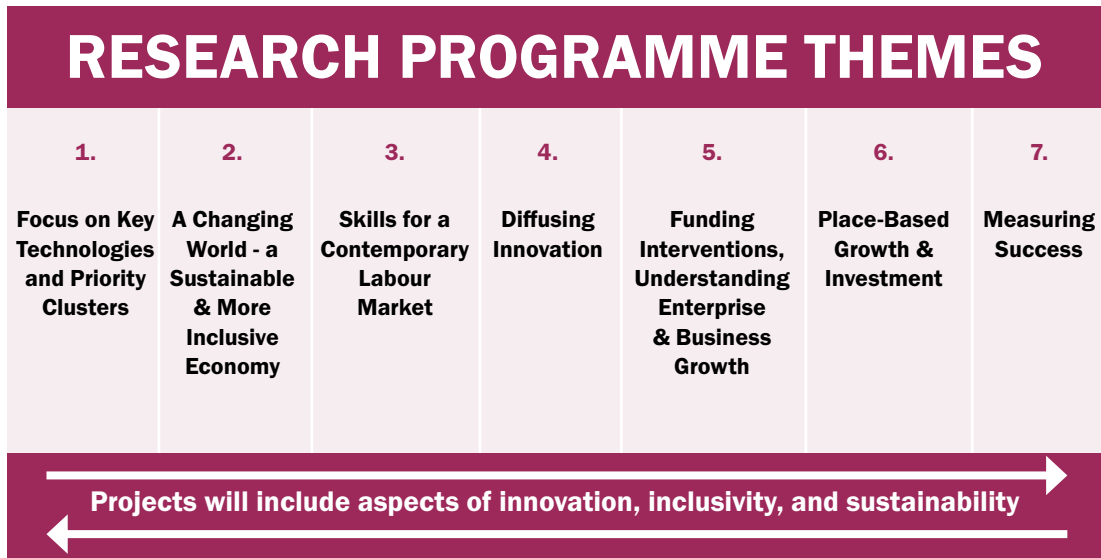 RESEARCH PROGRAMME THEMES
1.
Focus on Key
Technologies
and Priority
Clusters
2.
A Changing
World - a
Sustainable
& More
Inclusive
Economy
3.
Skills for a
Contemporary
Labour
Market
4.
Diffusing
Innovation
5.
Funding
Interventions,
Understanding
Enterprise
& Business
Growth
6.
Place-Based
Growth &
Investment
7.
Measuring
Success
Projects will include aspects of innovation, inclusivity, and sustainability